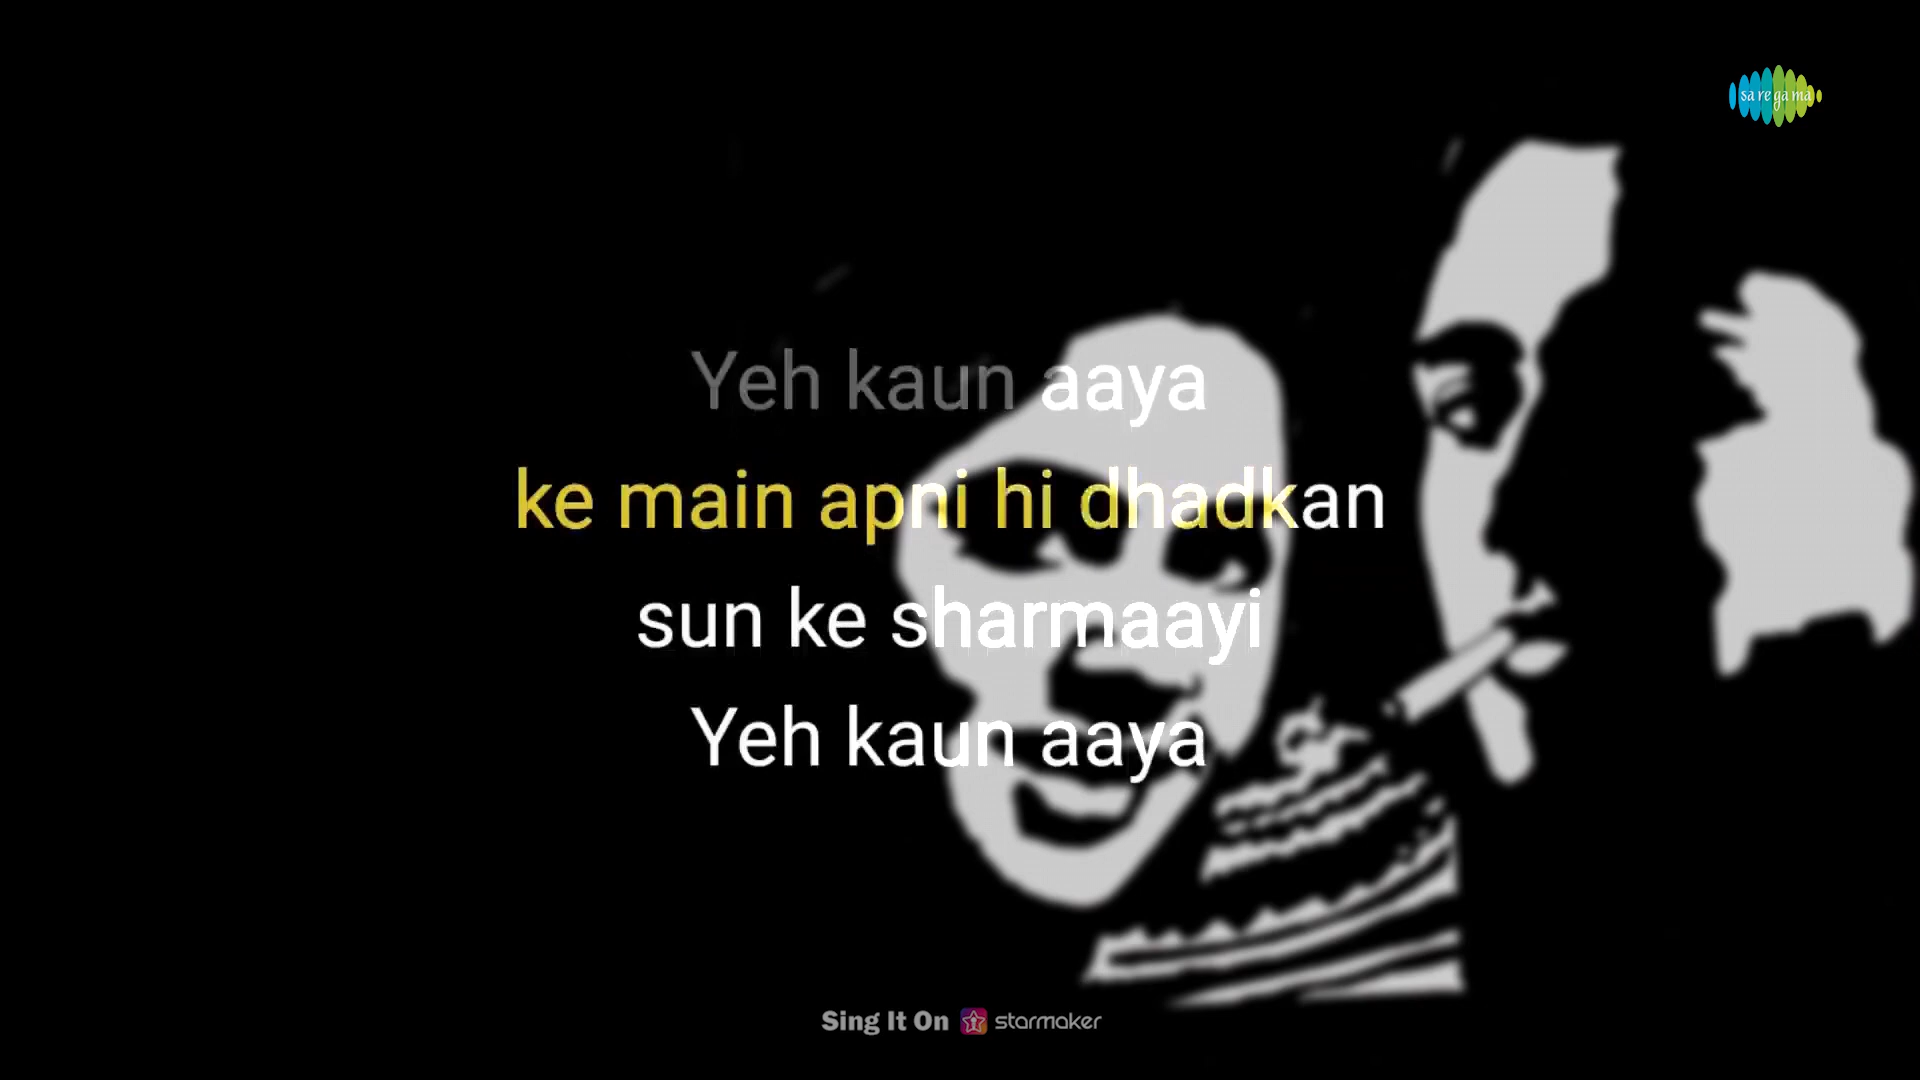 sa re ga ma
Yeh kaun aaya
ke main apni hi dhadkan
sun ke sharmaayi
Yeh kaun aaya
Sing It On starmaker